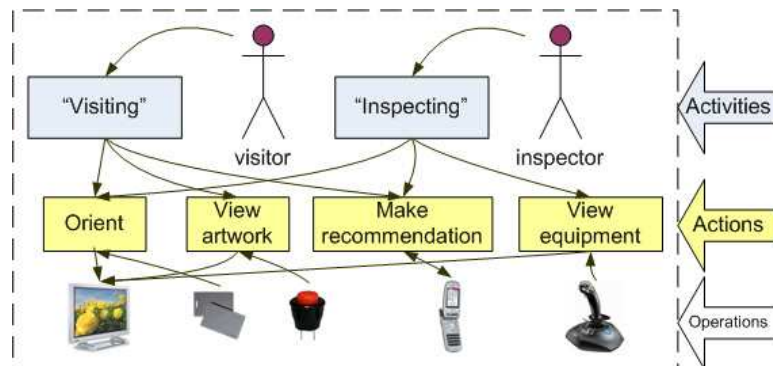 “Visiting”
“Inspecting”
Activities
visitor
inspector
Orient
View
artwork
Make
recommendation
View
equipment
Actions
Operations